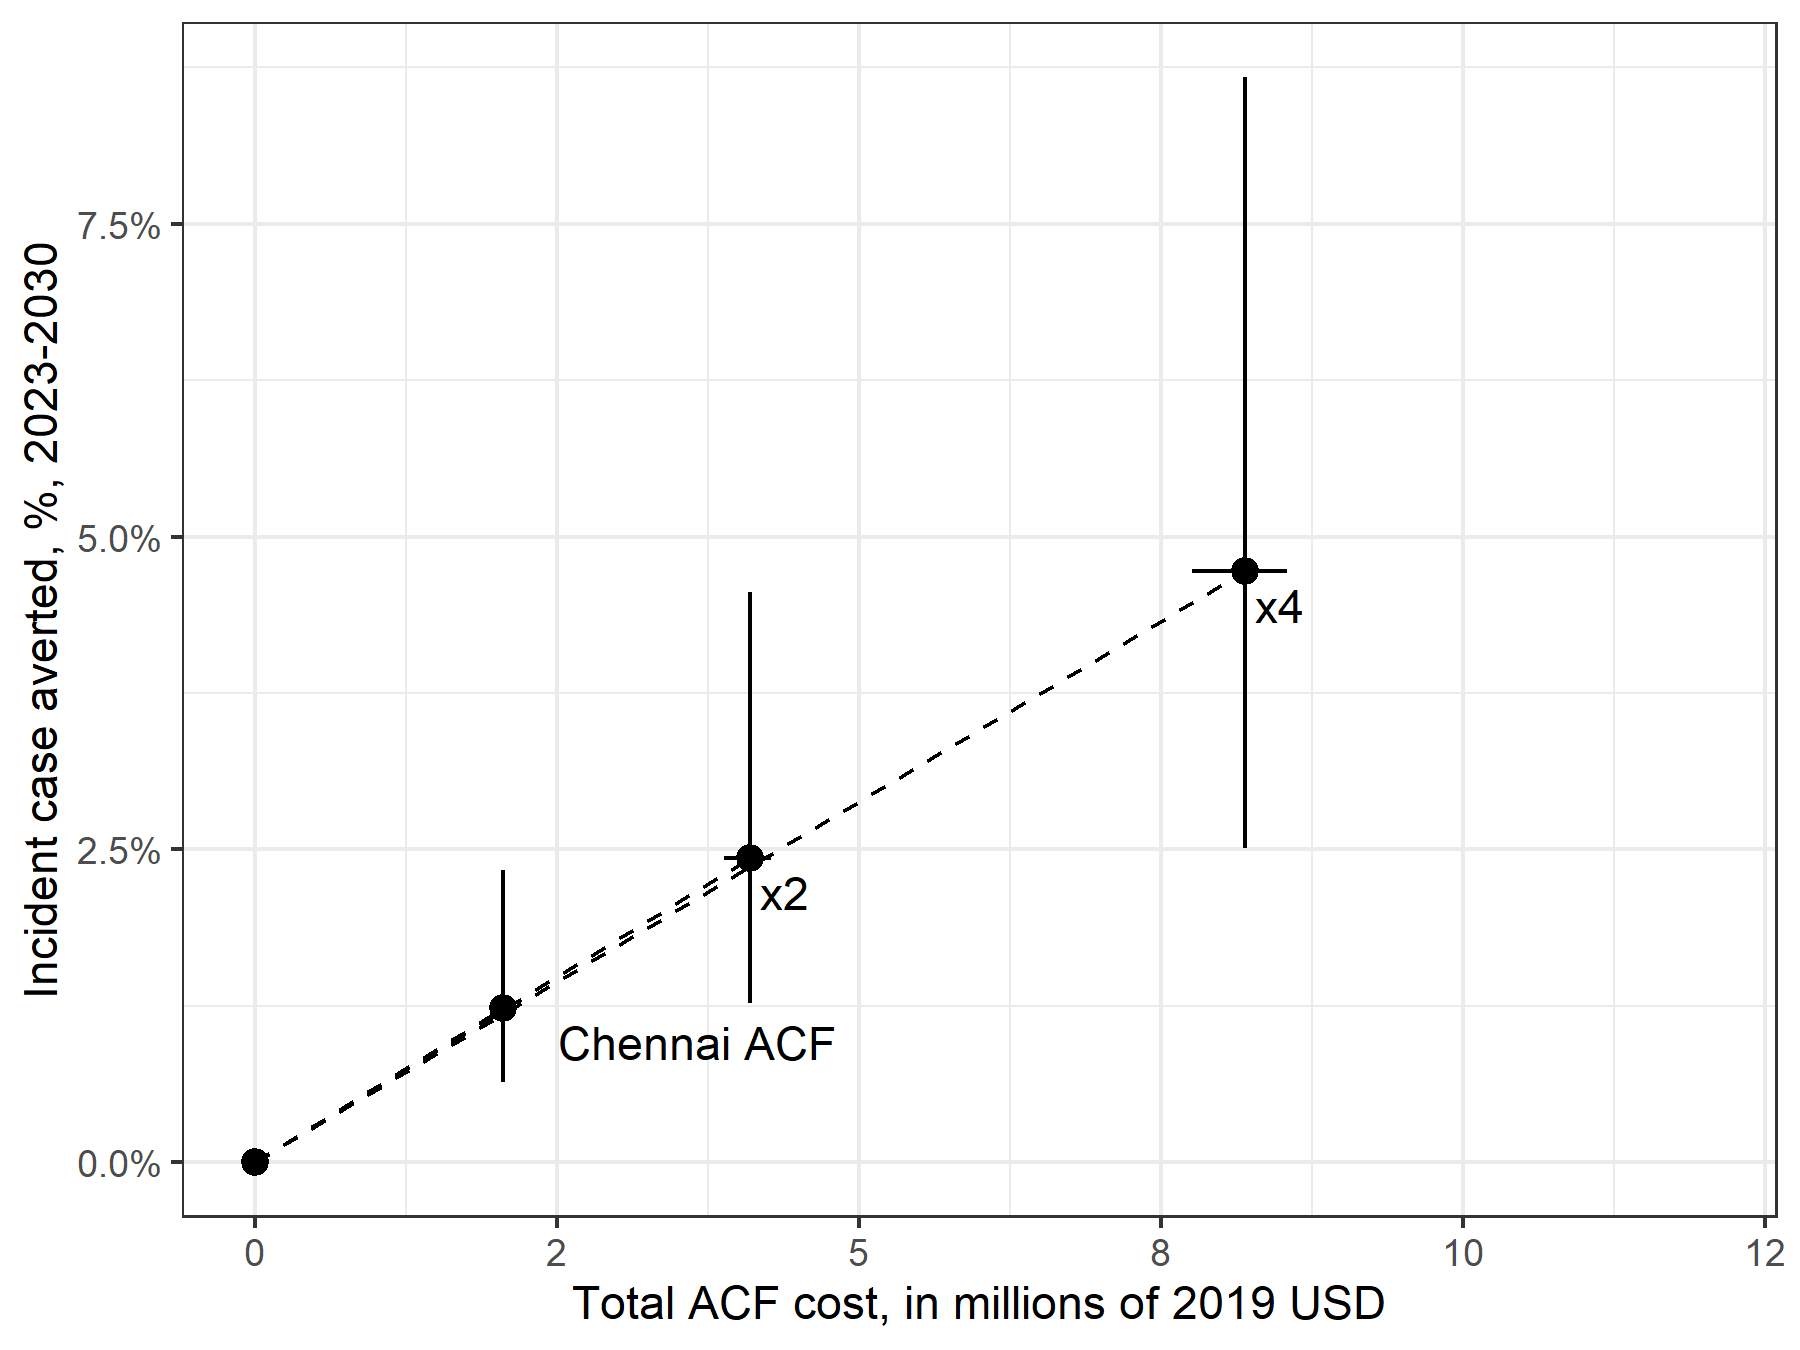 Incident case averted, %, 2023-2030
7.5%
5.0%
2.5%
0.0%
x4
x2
Chennai ACF
0
2
5
8
10
12
Total ACF cost, in millions of 2019 USD